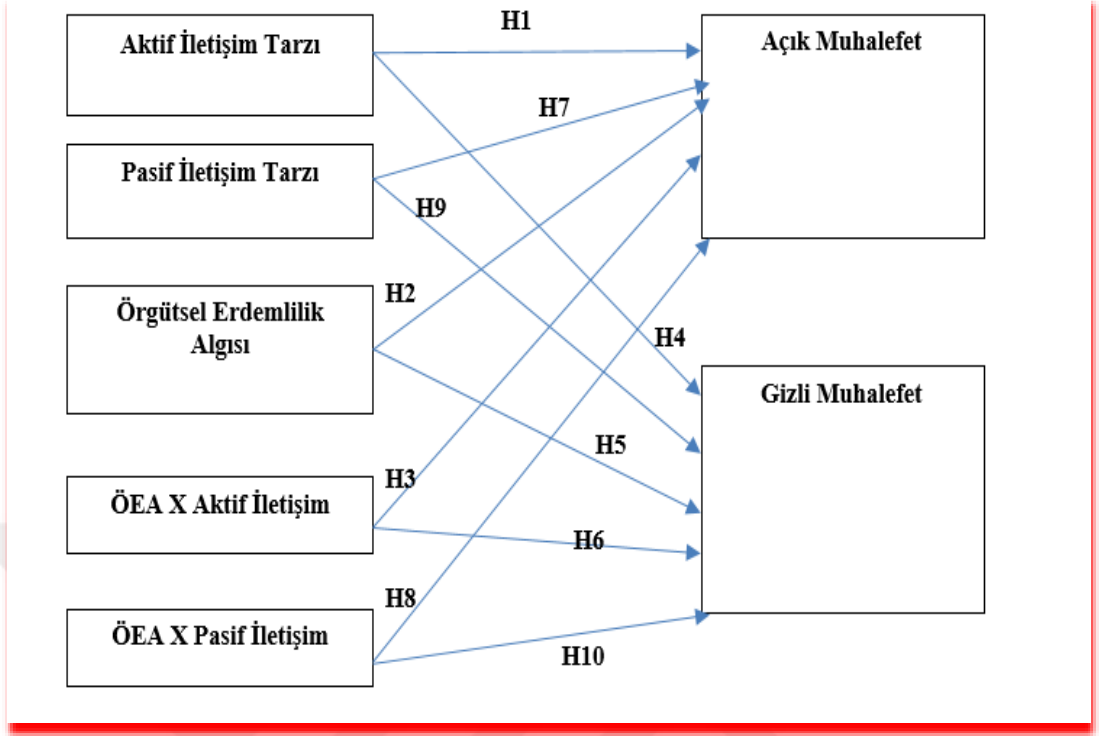 H1
Aktif İletişim Tarzı
Açık Muhalefet
H7
Pasif İletişim Tarzı
H9
H2
Örgütsel Erdemlilik
Algısı
H4
Gizli Muhalefet
H5
H3
ÖEA X Aktif İletişim
H6
H8
ÖEA X Pasif İletişim
H10